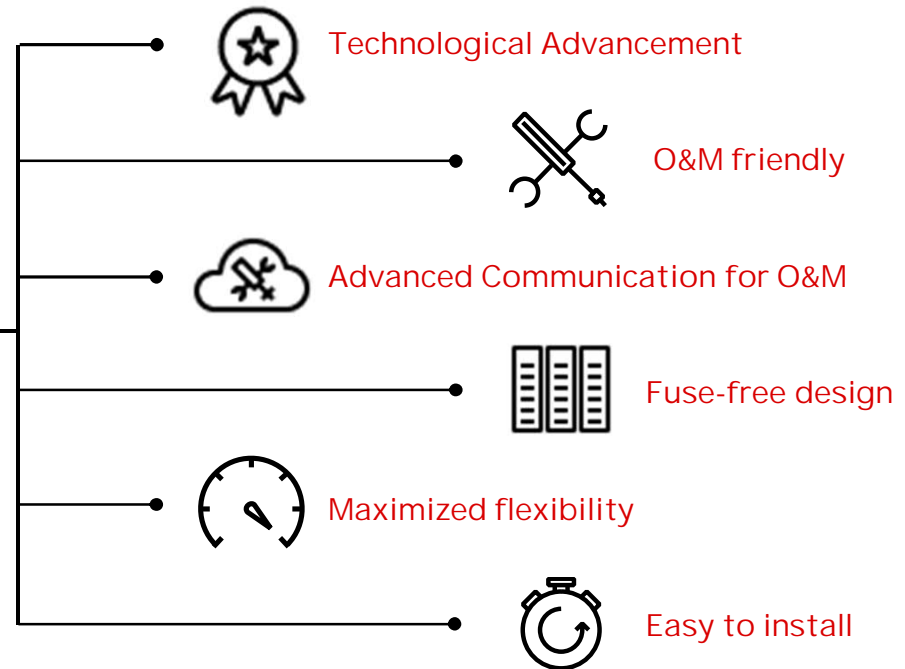 Technological Advancement
O&M friendly
Advanced Communication for O&M
Fuse-free design
Maximized flexibility
Easy to install